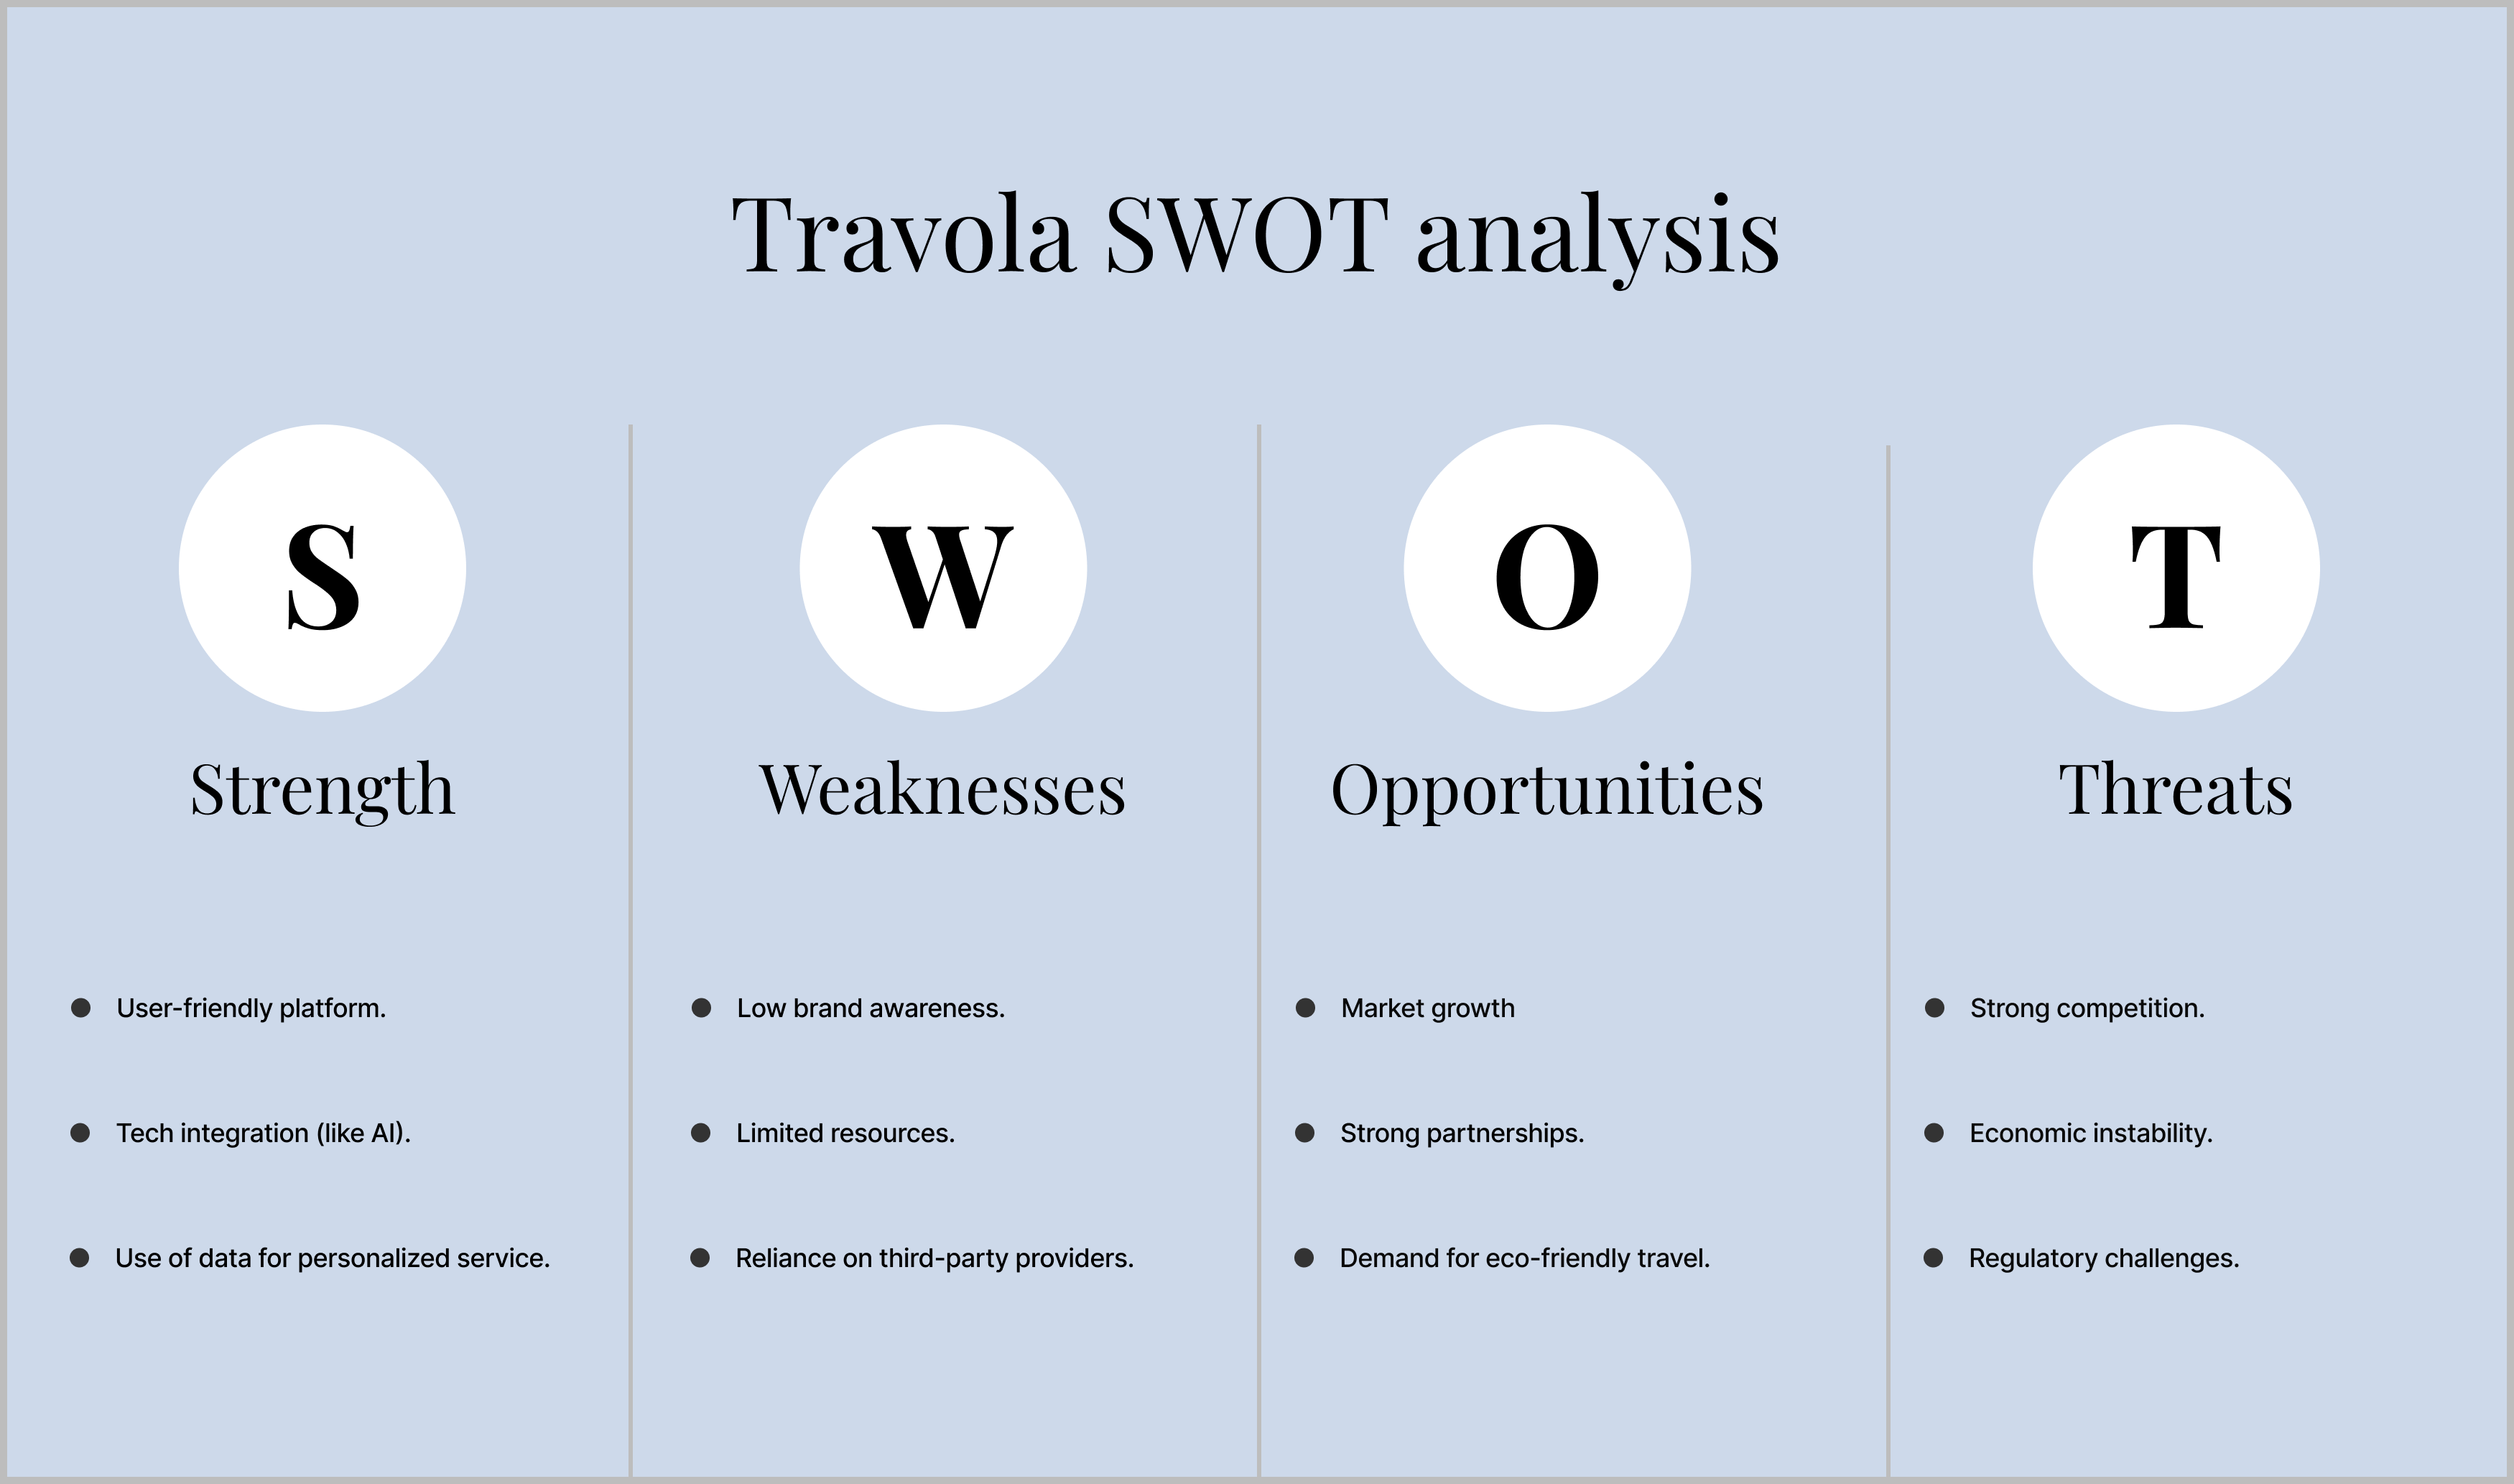 Travola SWOT analysis
S
Strength
User-friendly platform.
Tech integration (like AI).
Use of data for personalized service.
W
Weaknesses
Low brand awareness.
Limited resources.
Reliance on third-party providers.
O
Opportunities
Market growth
Strong partnerships.
Demand for eco-friendly travel.
T
Threats
Strong competition.
Economic instability.
Regulatory challenges.